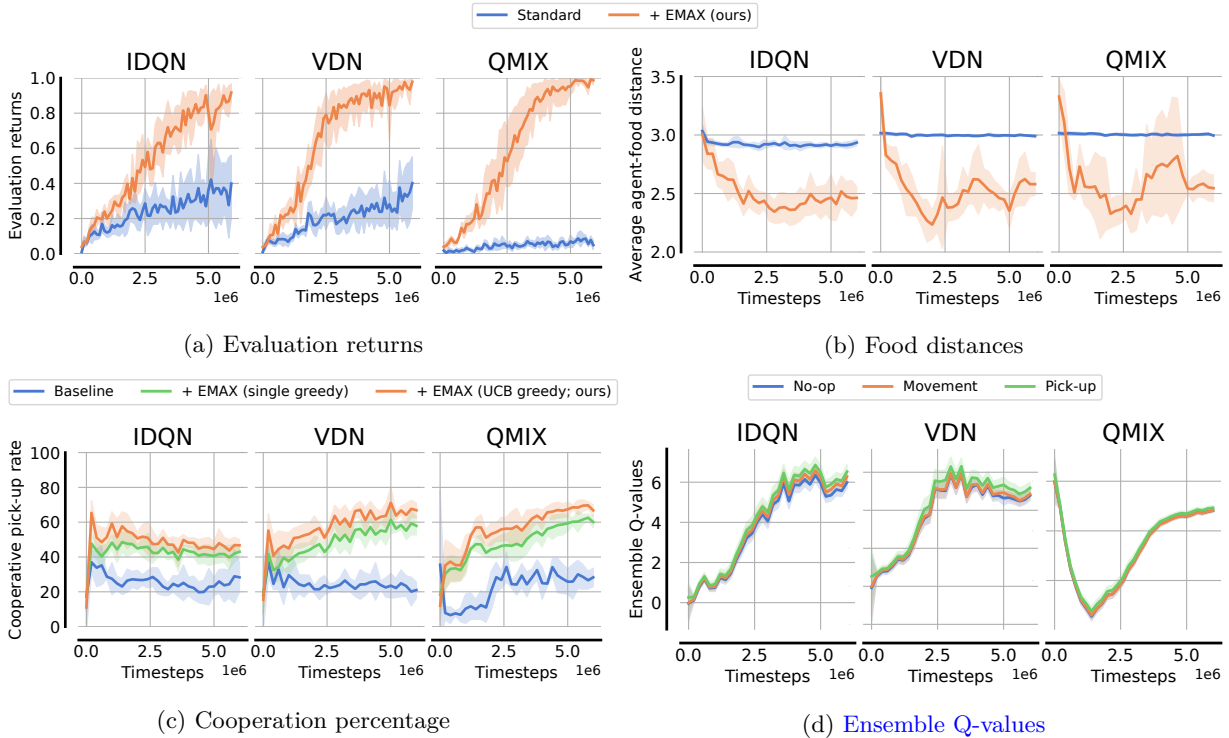 Standard + EMAX (ours)
IDQN VDN QMIX
Evaluation returns
1.0
0.8
0.6
0.4
0.2
0.0
0.0 2.5 5.0 0.0 2.5 5.0 0.0 2.5 5.0
Timesteps 1e6 Timesteps 1e6 Timesteps 1e6
(a) Evaluation returns
IDQN VDN QMIX
Average agent-food distance
3.5
3.0
2.5
2.0
0.0 2.5 5.0 0.0 2.5 5.0 0.0 2.5 5.0
Timesteps 1e6 Timesteps 1e6 Timesteps 1e6
(b) Food distances
Baseline + EMAX (single greedy) + EMAX (UCB greedy; ours)
IDQN VDN QMIX
Cooperative pick-up rate
100
80
60
40
20
0
0.0 2.5 5.0 0.0 2.5 5.0 0.0 2.5 5.0
Timesteps 1e6 Timesteps 1e6 Timesteps 1e6
(c) Cooperation percentage
No-op Movement Pick-up
IDQN VDN QMIX
Ensemble Q-values
6
4
2
0
0.0 2.5 5.0 0.0 2.5 5.0 0.0 2.5 5.0
Timesteps 1e6 Timesteps 1e6 Timesteps 1e6
(d) Ensemble Q-values